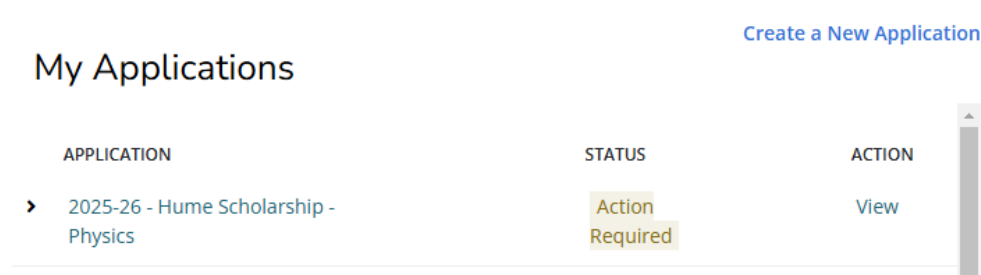 Create a New Application
My Applications
APPLICATION STATUS ACTION
2025-26 - Hume Scholarship - Action View
Physics Required